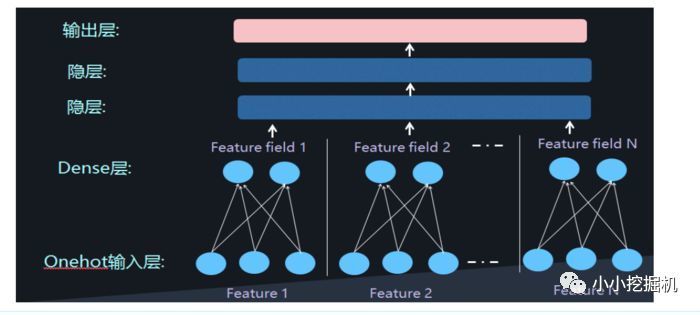 输出层:
隐层:
隐层:
Feature field 1 Feature field 2 Feature field N
Dense层:
Onehot输入层:
Feature 1 Feature 2 Feature N
小小挖掘机